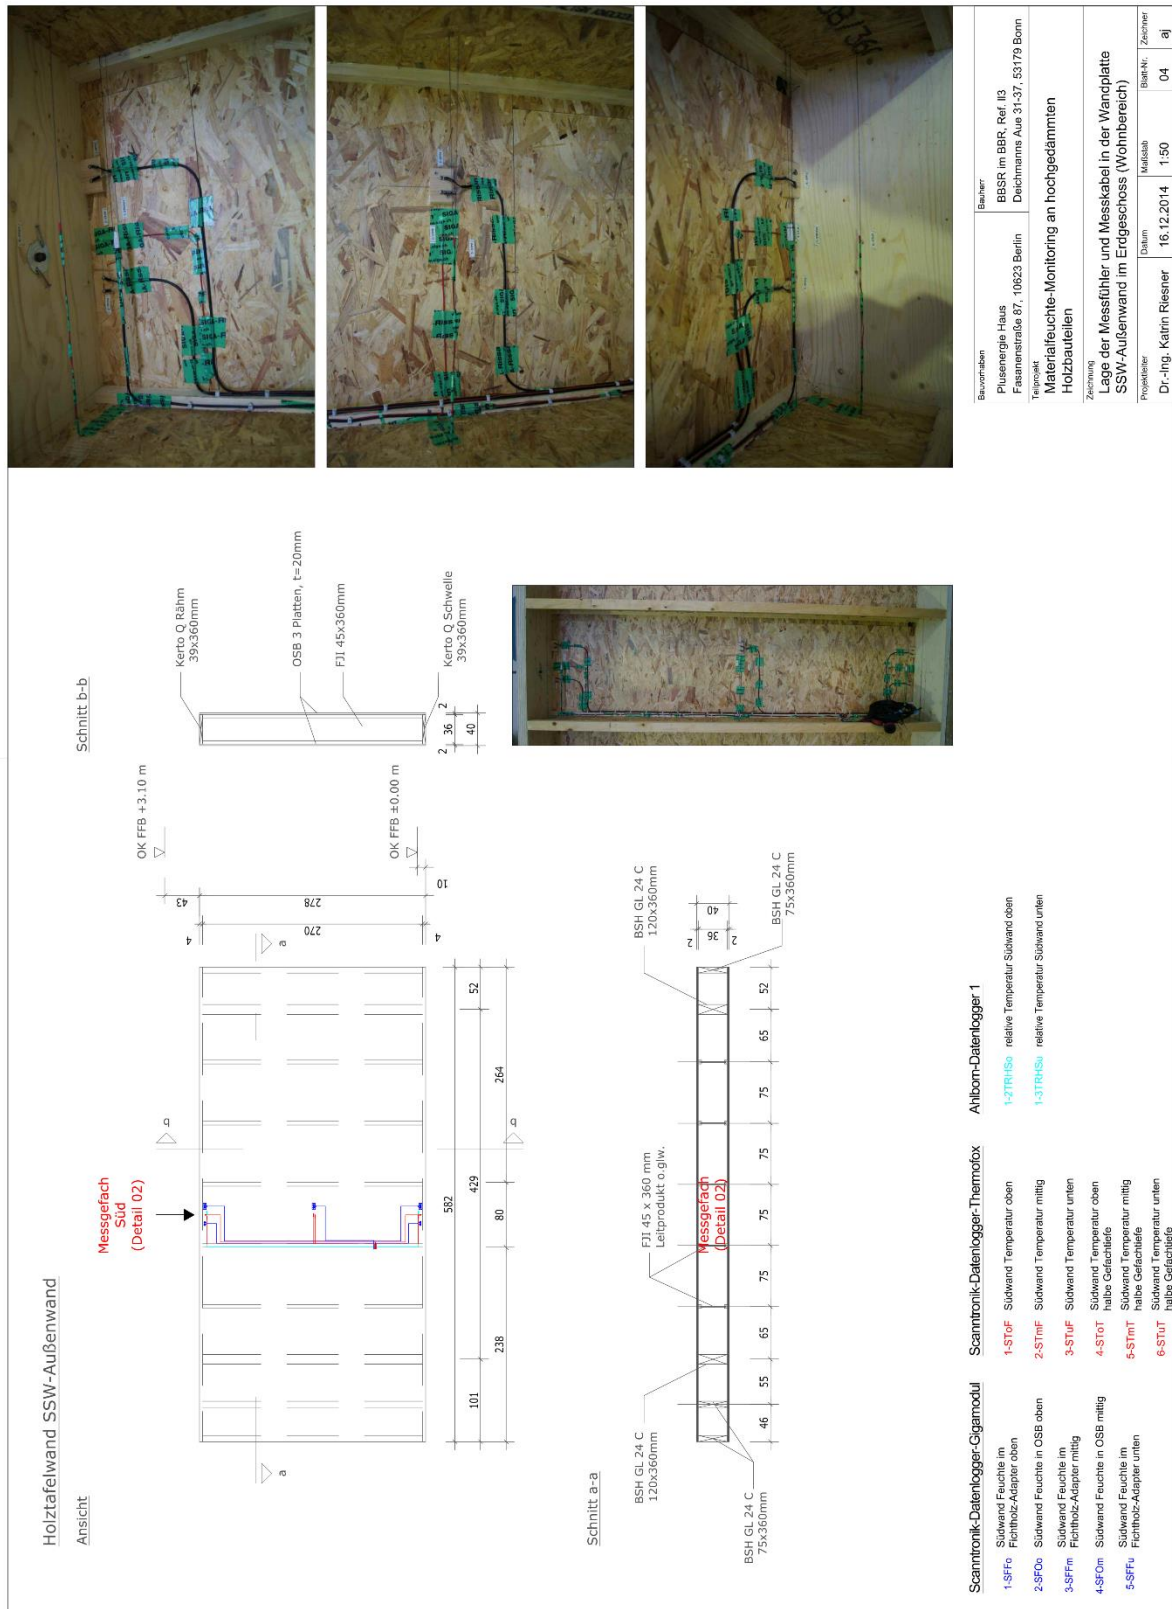 Holztafelwand SSW-Außenwand
Ansicht
Messgefach
Süd
(Detail 02)
b
b
a
a
OK FFB +3.10 m
OK FFB ±0.00 m
43
278
10
4
270
4
52
264
582
429
80
238
101
Schnitt b-b
Kerto Q Rähm
39x360mm
OSB 3 Platten, t=20mm
FJI 45x360mm
Kerto Q Schwelle
39x360mm
2
36
2
40
Schnitt a-a
BSH GL 24 C
120x360mm
BSH GL 24 C
75x360mm
FJI 45 x 360 mm
Leitprodukt o.glw.
Messgefach
(Detail 02)
BSH GL 24 C
120x360mm
BSH GL 24 C
75x360mm
2
36
2
40
46
55
65
75
75
75
75
65
52
Scanntronik-Datenlogger-Gigamodul
1-SFFo Südwand Feuchte im
Fichtholz-Adapter oben
2-SFOo Südwand Feuchte in OSB oben
3-SFFm Südwand Feuchte im
Fichtholz-Adapter mittig
4-SFOm Südwand Feuchte in OSB mittig
5-SFFu Südwand Feuchte im
Fichtholz-Adapter unten
Scanntronik-Datenlogger-Thermofox
1-SToF Südwand Temperatur oben
2-STmF Südwand Temperatur mittig
3-STuF Südwand Temperatur unten
4-SToT Südwand Temperatur oben
halbe Gefachtiefe
5-STmT Südwand Temperatur mittig
halbe Gefachtiefe
6-STuT Südwand Temperatur unten
halbe Gefachtiefe
Ahlborn-Datenlogger 1
1-2TRHSo relative Temperatur Südwand oben
1-3TRHSu relative Temperatur Südwand unten
Bauvorhaben
Plusenergie Haus
Fasanenstraße 87, 10623 Berlin
Bauherr
BBSR im BBR, Ref. II3
Deichmanns Aue 31-37, 53179 Bonn
Teilprojekt
Materialfeuchte-Monitoring an hochgedämmten
Holzbauteilen
Zeichnung
Lage der Messfühler und Messkabel in der Wandplatte
SSW-Außenwand im Erdgeschoss (Wohnbereich)
Projektleiter
Dr.-Ing. Katrin Riesner
Datum
16.12.2014
Maßstab
1:50
Blatt-Nr.
04
Zeichner
aj